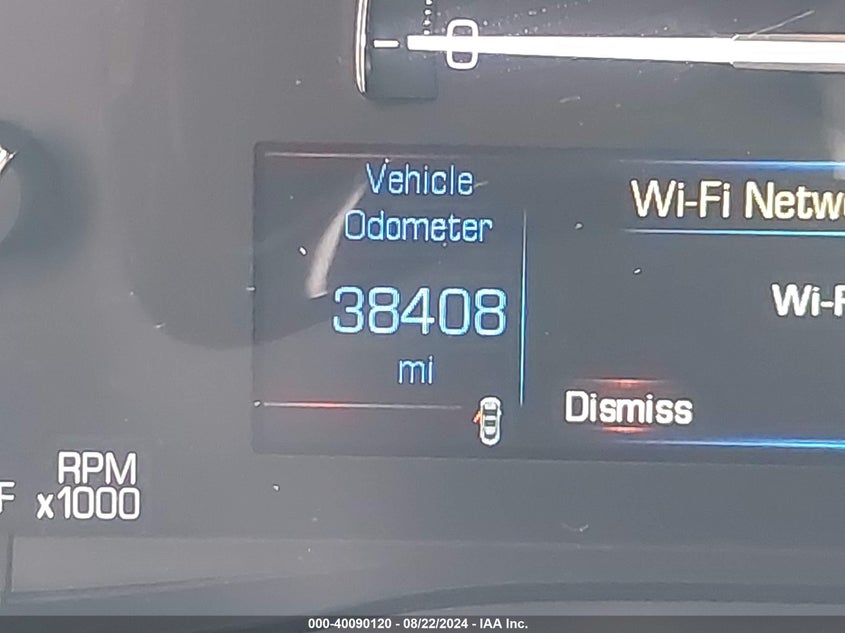 Vehicle
Odometer
38408
mi
Wi-Fi Netw
Wi-F
Dismiss
RPM
x1000
F
000-40090120 - 08/22/2024 - IAA Inc.